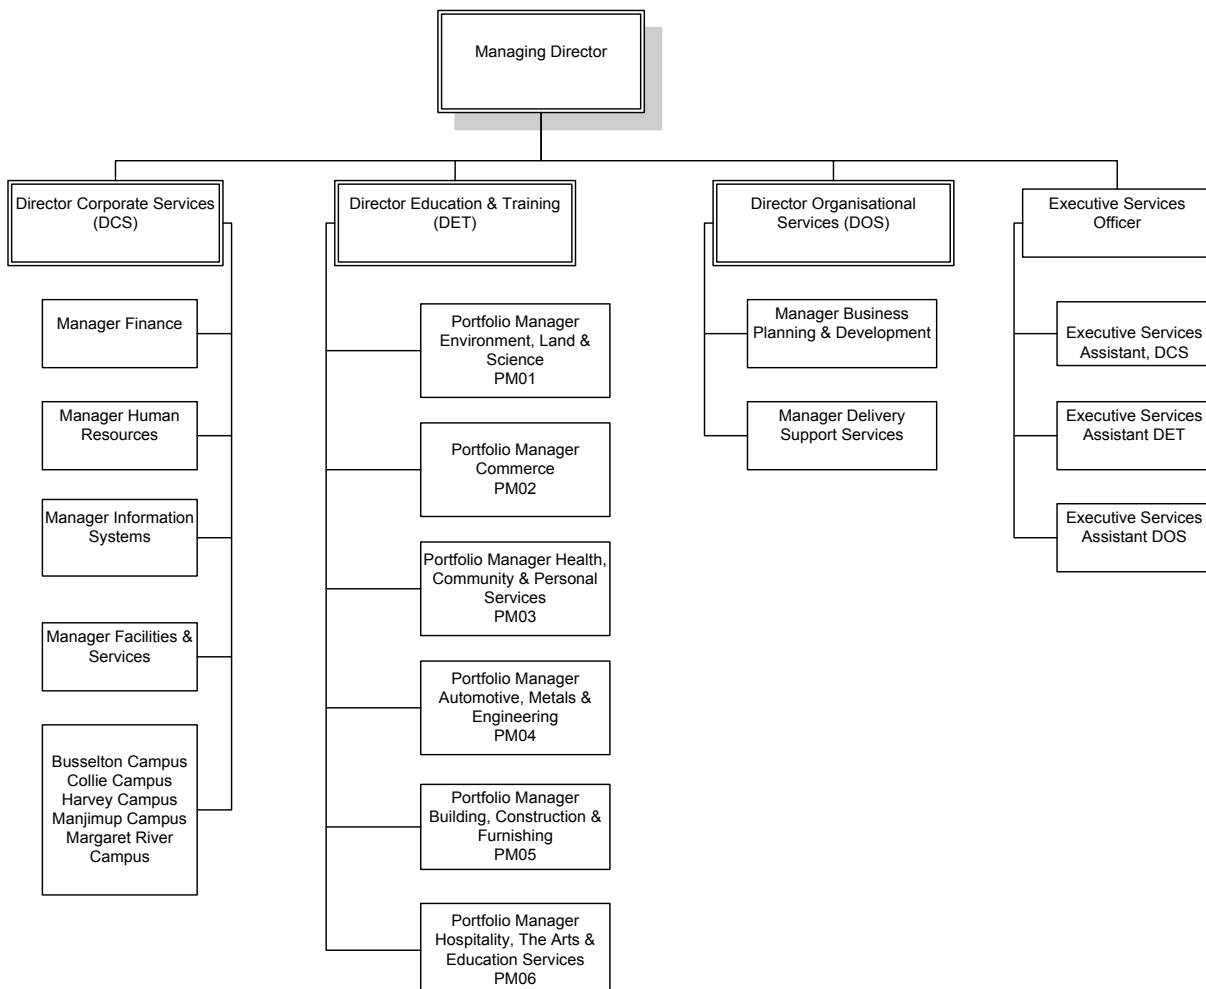 Managing Director
Director Corporate Services
(DCS)
Manager Finance
Manager Human
Resources
Manager Information
Systems
Manager Facilities &
Services
Busselton Campus
Collie Campus
Harvey Campus
Manjimup Campus
Margaret River
Campus
Director Education & Training
(DET)
Portfolio Manager
Environment, Land &
Science
PM01
Portfolio Manager
Commerce
PM02
Portfolio Manager Health,
Community & Personal
Services
PM03
Portfolio Manager
Automotive, Metals &
Engineering
PM04
Portfolio Manager
Building, Construction &
Furnishing
PM05
Portfolio Manager
Hospitality, The Arts &
Education Services
PM06
Director Organisational
Services (DOS)
Manager Business
Planning & Development
Manager Delivery
Support Services
Executive Services
Officer
Executive Services
Assistant, DCS
Executive Services
Assistant DET
Executive Services
Assistant DOS